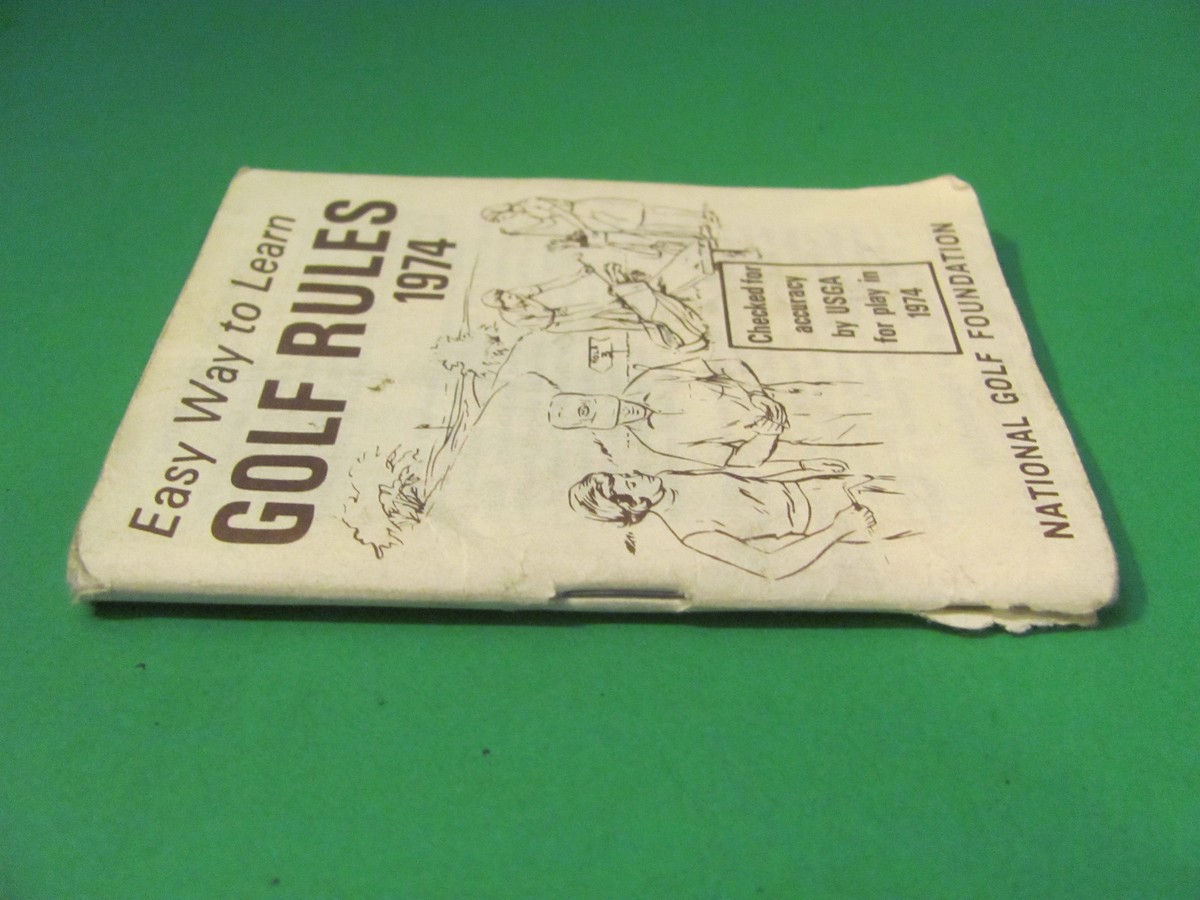 Easy Way to Learn
GOLF RULES
1974
Checked for
accuracy
by USGA
for play in
1974
NATIONAL GOLF FOUNDATION